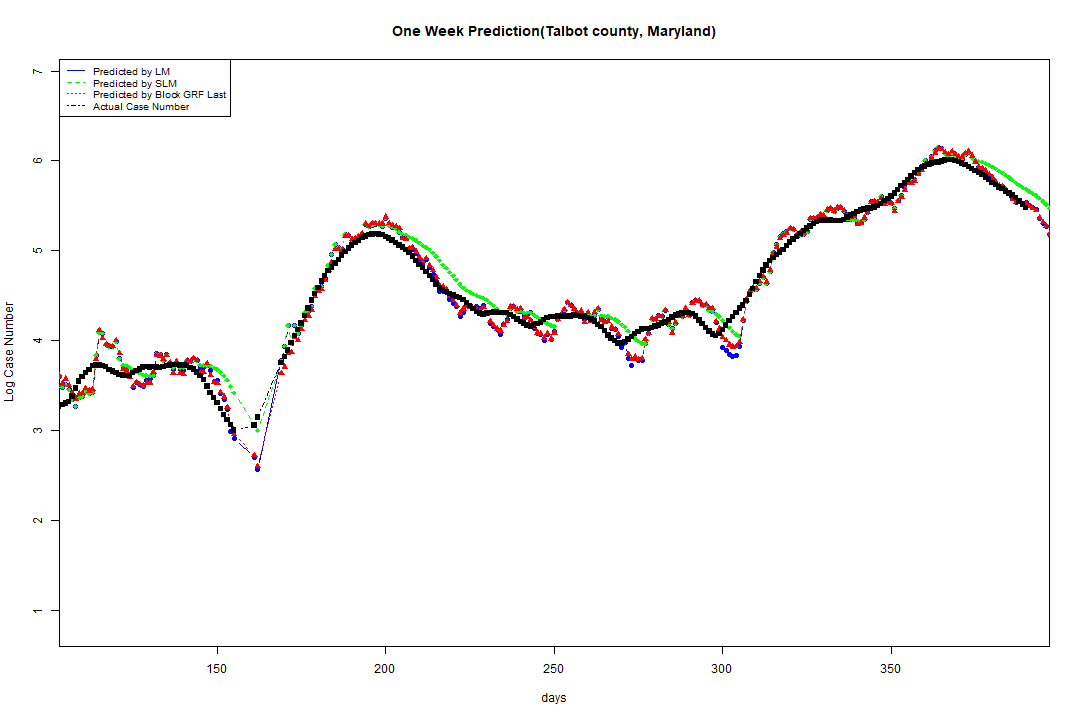 One Week Prediction(Talbot county, Maryland)
Predicted by LM
Predicted by SLM
Predicted by Block GRF Last
Actual Case Number
Log Case Number
7
6
5
4
3
2
1
150 200 250 300 350
days